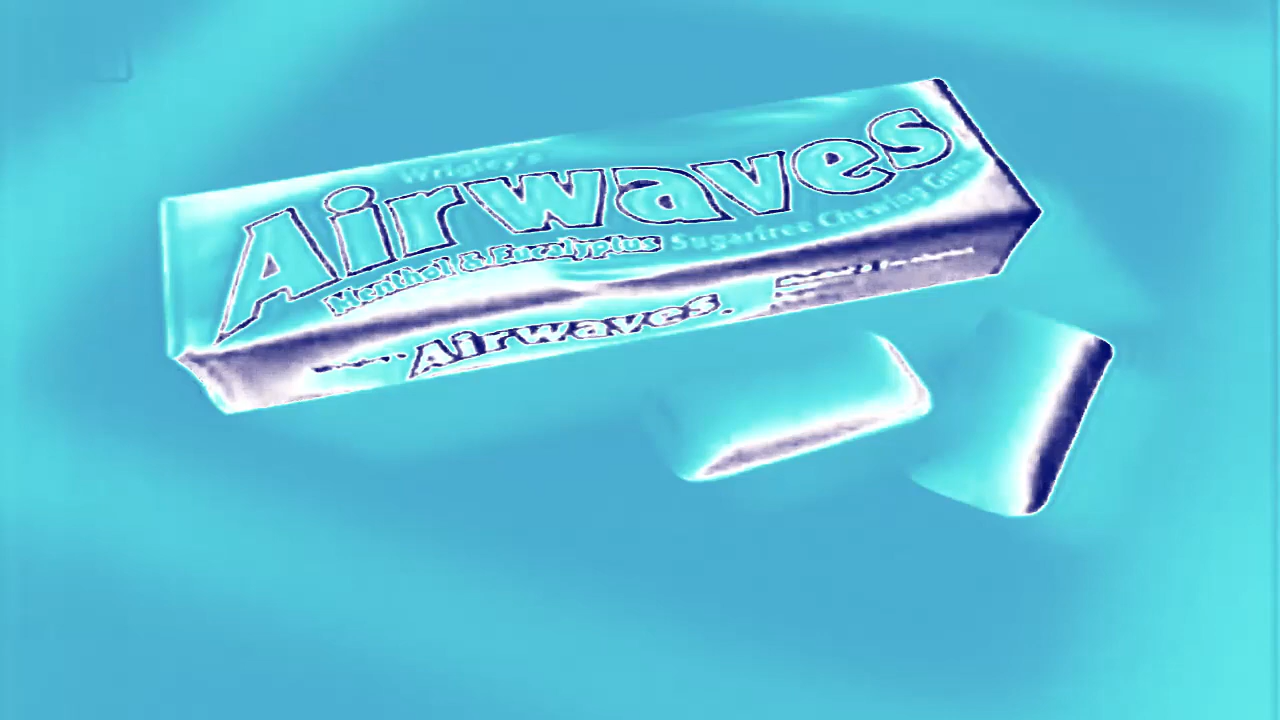 Wrigley's
Airwaves
Menthol & Eucalyptus Sugarfree Chewing Gum
Airwaves.